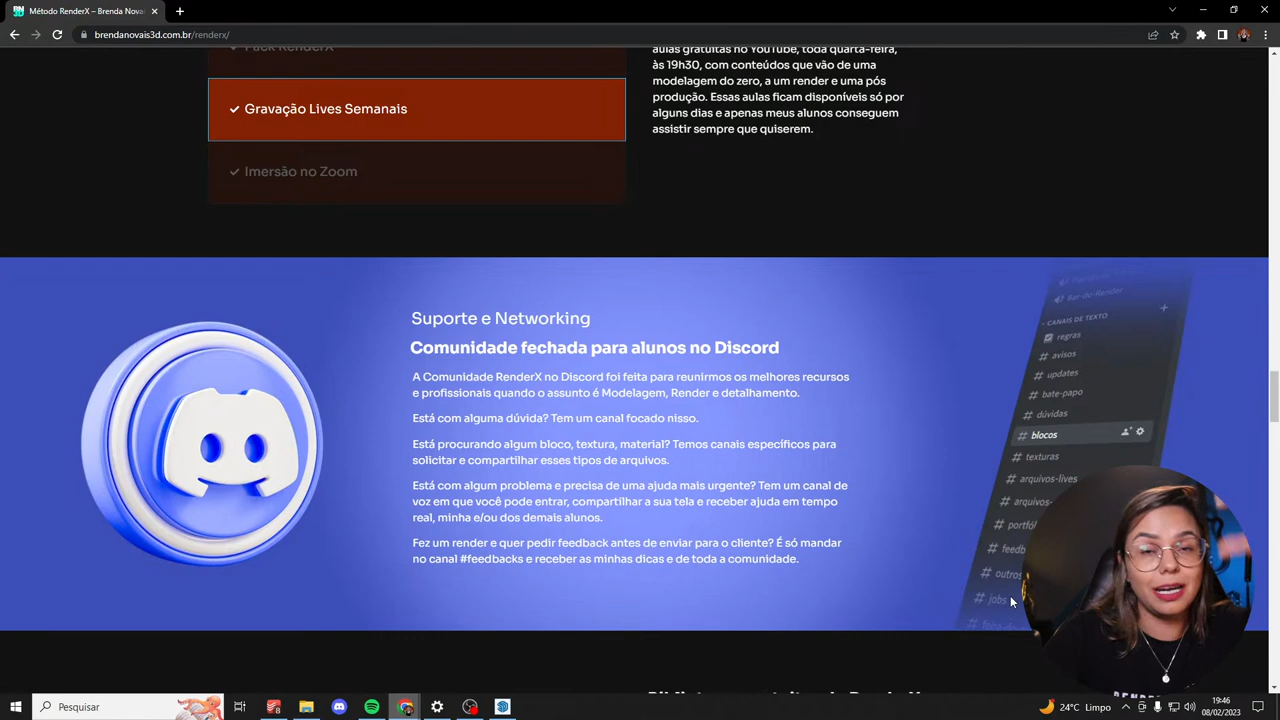 Método RenderX – Brenda Novai
brendanovais3d.com.br/renderx/
Pack RenderX
aulas gratuitas no YouTube, toda quarta-feira,
às 19h30, com conteúdos que vão de uma
modelagem do zero, a um render e uma pós
produção. Essas aulas ficam disponíveis só por
alguns dias e apenas meus alunos conseguem
assistir sempre que quiserem.
Gravação Lives Semanais
Imersão no Zoom
Suporte e Networking
Comunidade fechada para alunos no Discord
A Comunidade RenderX no Discord foi feita para reunirmos os melhores recursos
e profissionais quando o assunto é Modelagem, Render e detalhamento.
Está com alguma dúvida? Tem um canal focado nisso.
Está procurando algum bloco, textura, material? Temos canais específicos para
solicitar e compartilhar esses tipos de arquivos.
Está com algum problema e precisa de uma ajuda mais urgente? Tem um canal de
voz em que você pode entrar, compartilhar a sua tela e receber ajuda em tempo
real, minha e/ou dos demais alunos.
Fez um render e quer pedir feedback antes de enviar para o cliente? É só mandar
no canal #feedbacks e receber as minhas dicas e de toda a comunidade.
Bar-do-Render
CANAIS DE TEXTO
regras
# avisos
# updates
# bate-papo
# dúvidas
# blocos
# texturas
# arquivos-lives
# arquivos-
# portfó
# feedb
# outros
# jobs
Pesquisar
24°C Limpo
19:46
08/02/2023